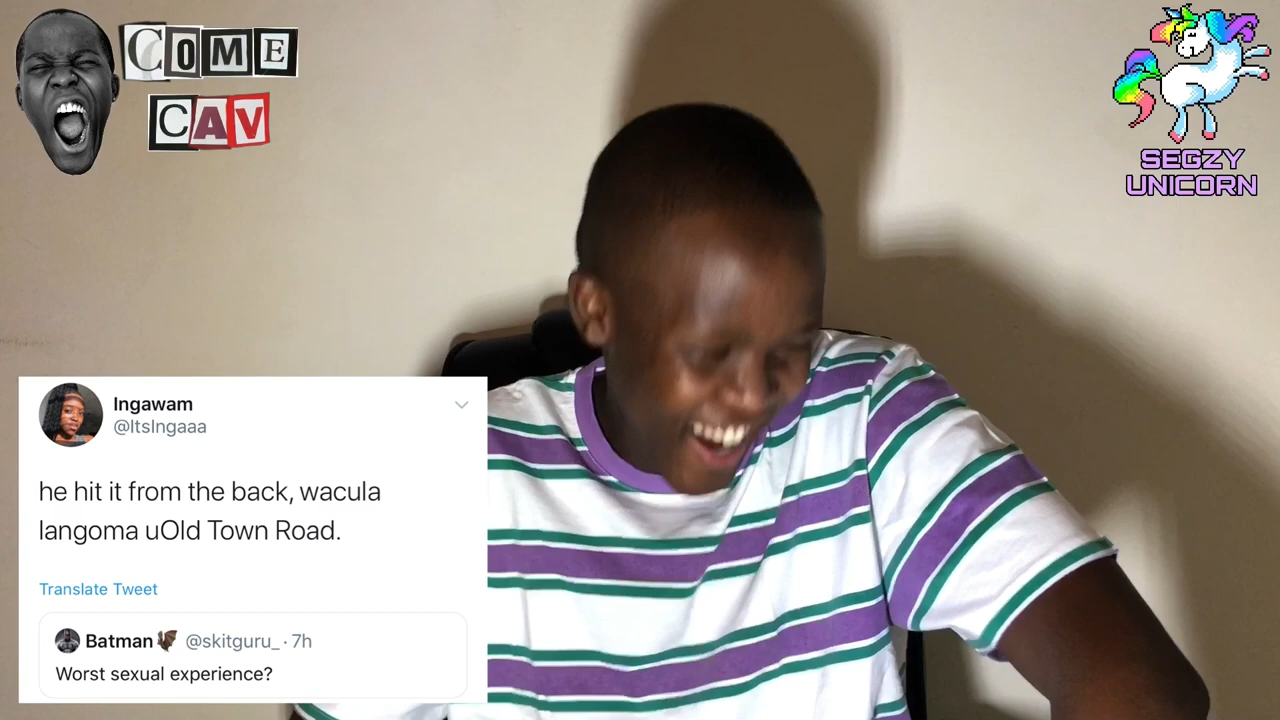 COME
CAV
SEGZY
UNICORN
Ingawam
@ItsIngaaa
he hit it from the back, wacula
langoma uOld Town Road.
Translate Tweet
Batman🦇 @skitguru_ · 7h
Worst sexual experience?